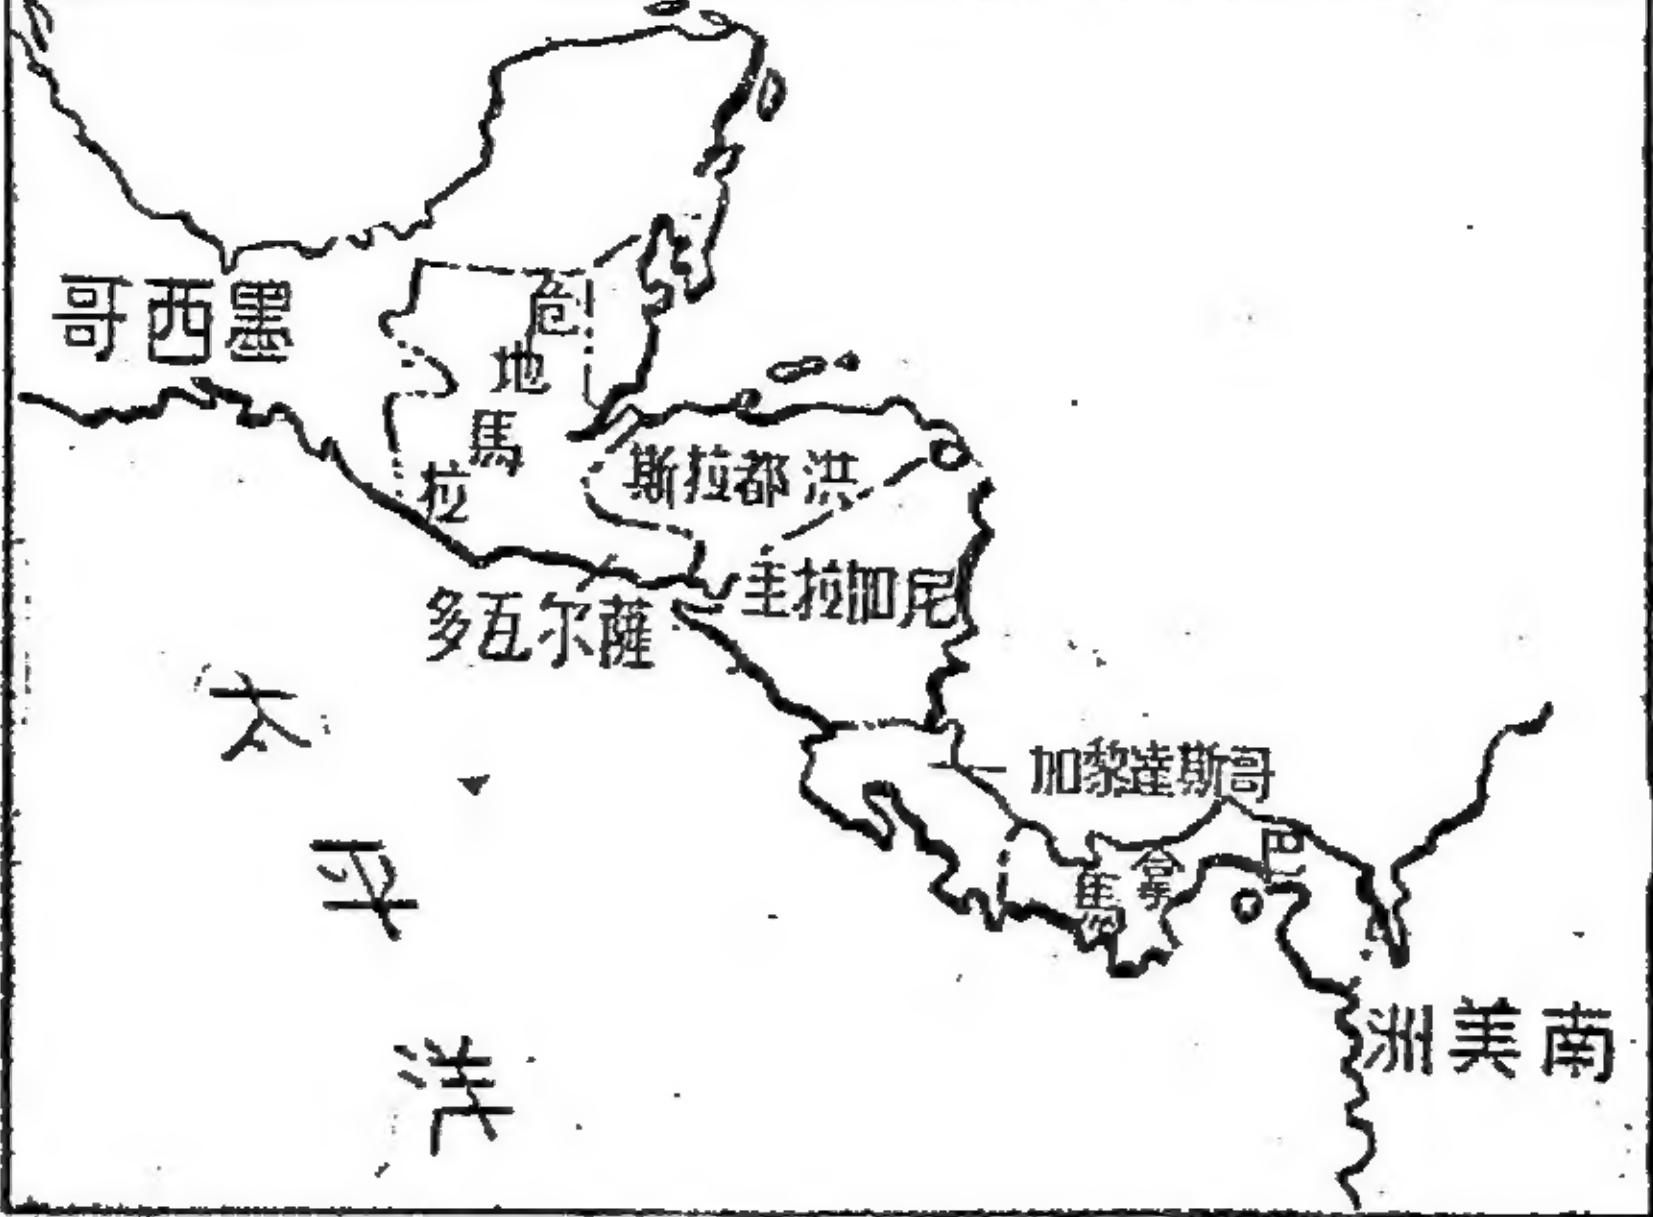 墨西哥
危地馬拉
洪都拉斯
尼加拉圭
薩尔瓦多
哥斯達黎加
巴拿馬
太平洋
南美洲